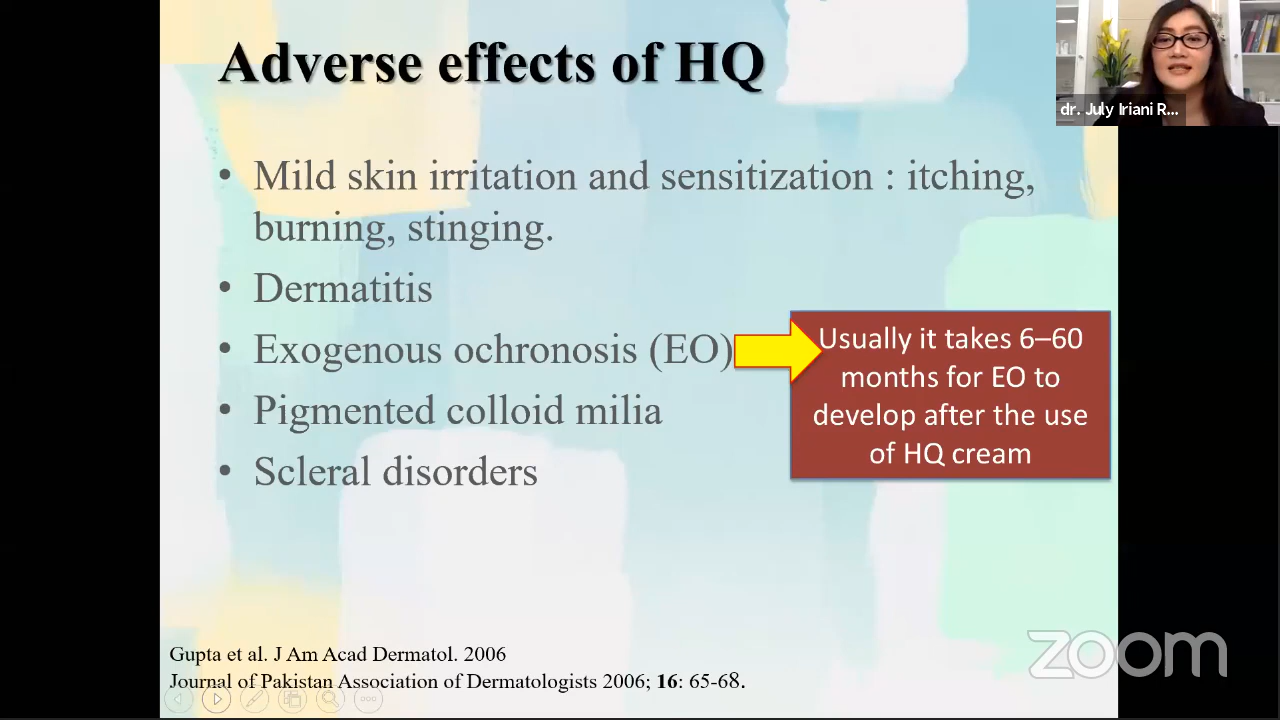 Adverse effects of HQ
dr. July Iriani R...
• Mild skin irritation and sensitization : itching,
burning, stinging.
• Dermatitis
• Exogenous ochronosis (EO)
Usually it takes 6–60
months for EO to
develop after the use
of HQ cream
• Pigmented colloid milia
• Scleral disorders
zoom
Gupta et al. J Am Acad Dermatol. 2006
Journal of Pakistan Association of Dermatologists 2006; 16: 65-68.